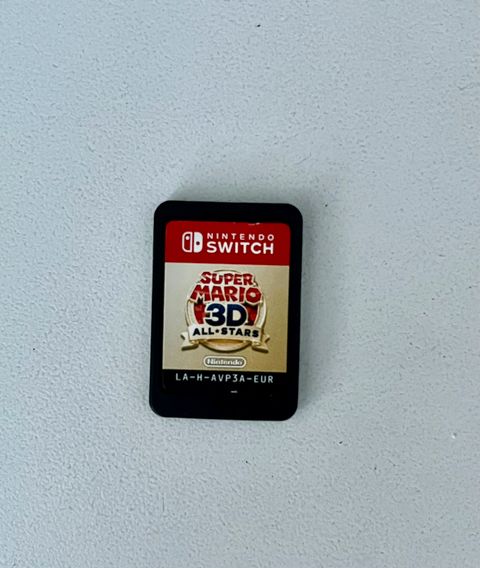 NINTENDO
SWITCH
SUPER
MARIO
3D
ALL-STARS
Nintendo
LA-H-AVP3A-EUR